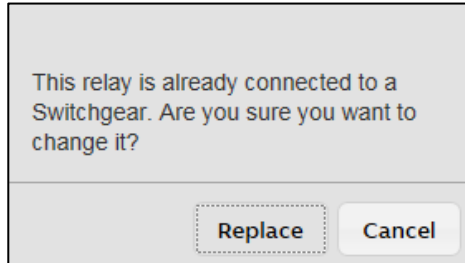 This relay is already connected to a
Switchgear. Are you sure you want to
change it?
Replace
Cancel